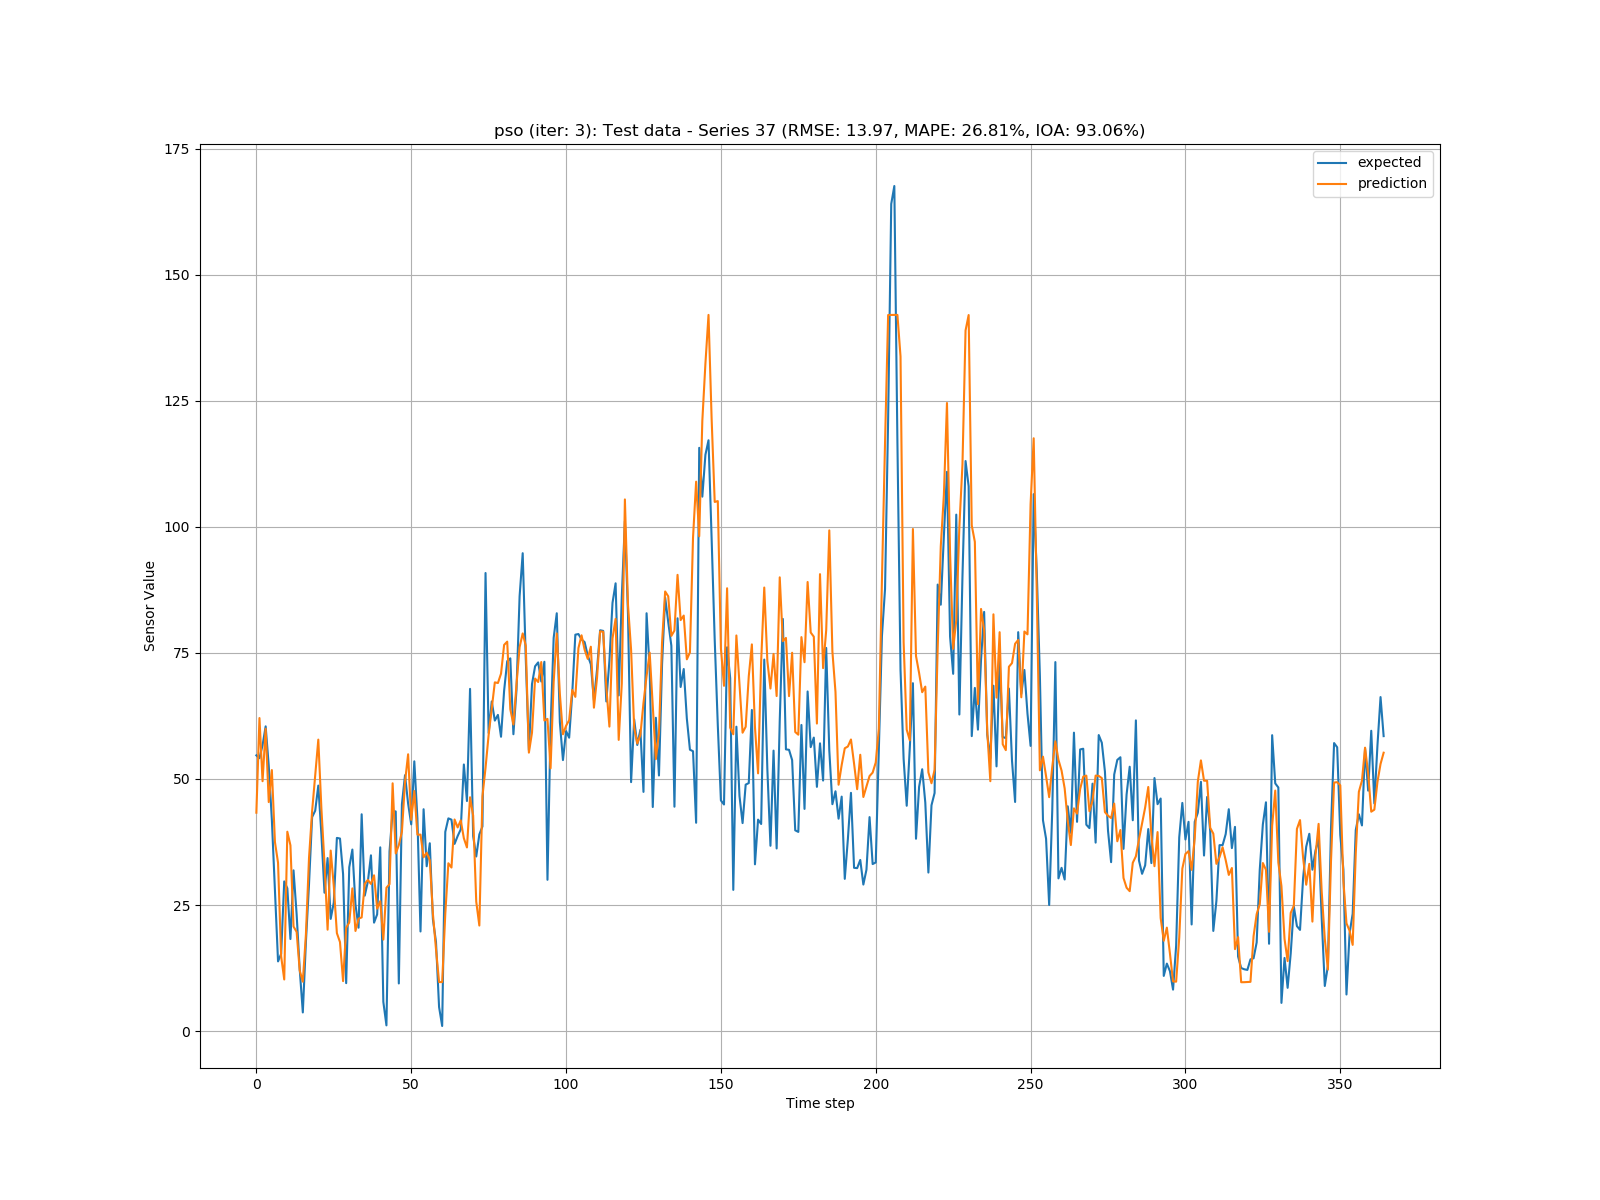 pso (iter: 3): Test data - Series 37 (RMSE: 13.97, MAPE: 26.81%, IOA: 93.06%)
expected
prediction
175
150
125
100
75
50
25
0
Sensor Value
0 50 100 150 200 250 300 350
Time step